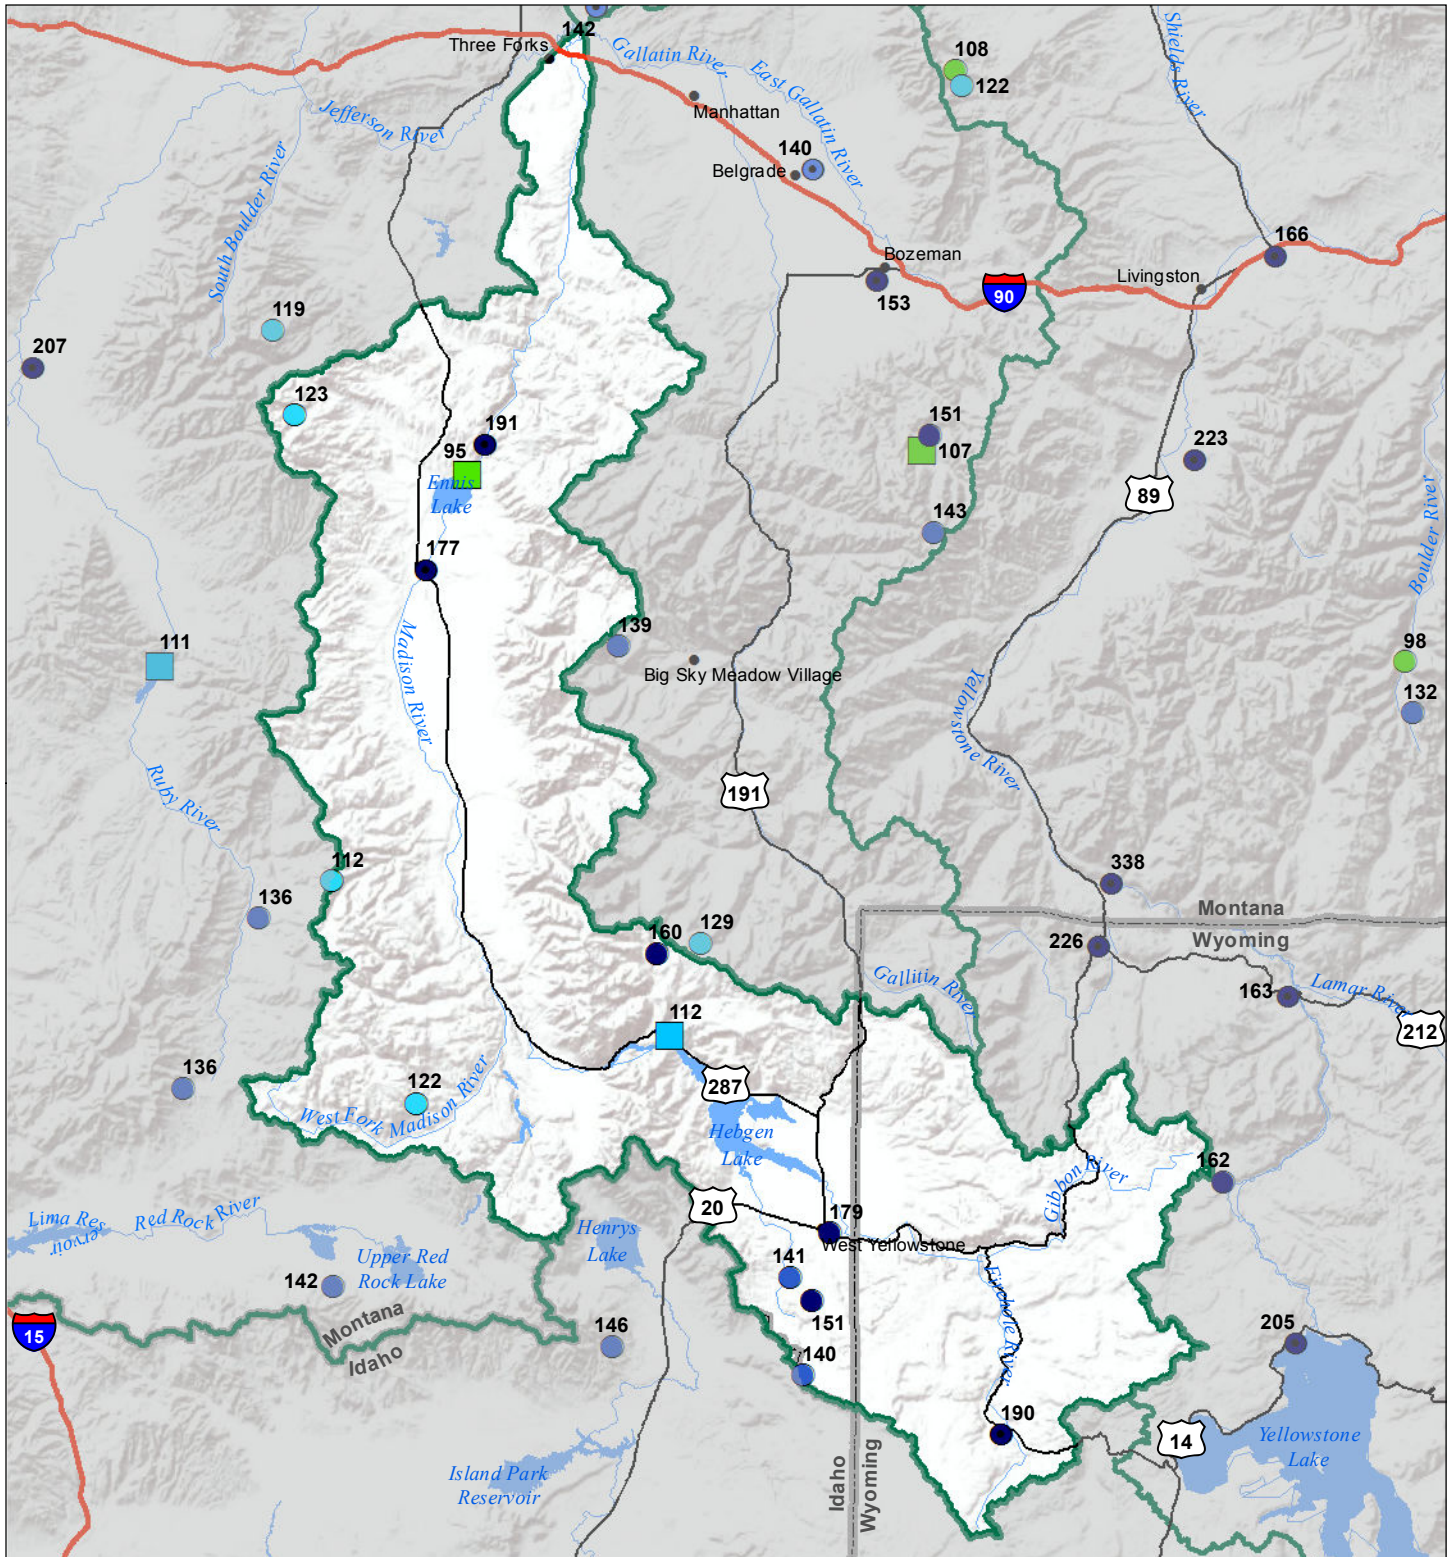 142
Three Forks
Gallatin River
East Gallatin River
Shields River
108
122
Manhattan
Jefferson River
140
Belgrade
South Boulder River
Bozeman
166
Livingston
90
153
119
207
123
191
151
95
107
223
Ennis
Lake
89
143
Boulder River
177
139
111
Madison River
Big Sky Meadow Village
98
132
Yellowstone River
Ruby River
191
112
338
136
Montana
Wyoming
129
160
226
Gallitin River
163
Lamar River
212
112
136
122
287
West Fork Madison River
Hebgen
Lake
Gibbon River
162
Lima Reservoir
Red Rock River
20
179
Henrys
Lake
West Yellowstone
Upper Red
Rock Lake
141
142
Firehole River
Montana
Idaho
15
151
146
205
140
190
14
Yellowstone
Lake
Island Park
Reservoir
Idaho
Wyoming